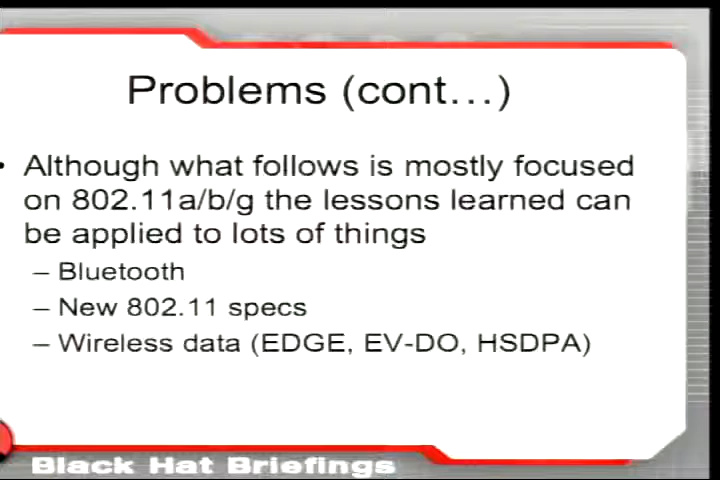 Problems (cont...)
• Although what follows is mostly focused
on 802.11a/b/g the lessons learned can
be applied to lots of things
– Bluetooth
– New 802.11 specs
– Wireless data (EDGE, EV-DO, HSDPA)
Black Hat Briefings